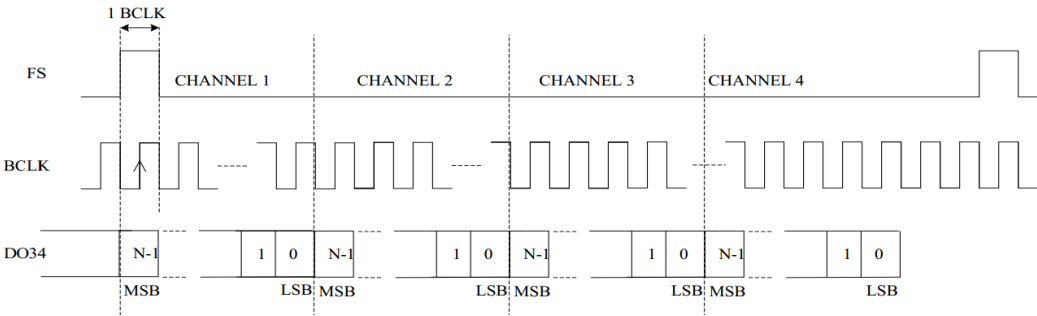 1 BCLK
FS
CHANNEL 1 CHANNEL 2 CHANNEL 3 CHANNEL 4
BCLK
DO34 N-1 1 0 N-1 1 0 N-1 1 0 N-1 1 0
MSB LSB MSB LSB MSB LSB MSB LSB